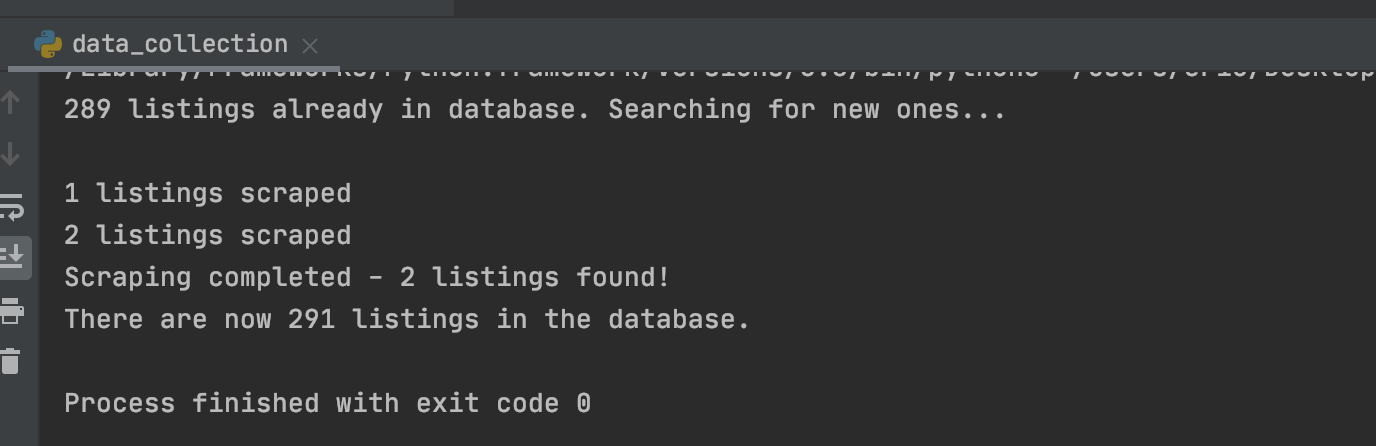 data_collection
289 listings already in database. Searching for new ones...
1 listings scraped
2 listings scraped
Scraping completed - 2 listings found!
There are now 291 listings in the database.
Process finished with exit code 0